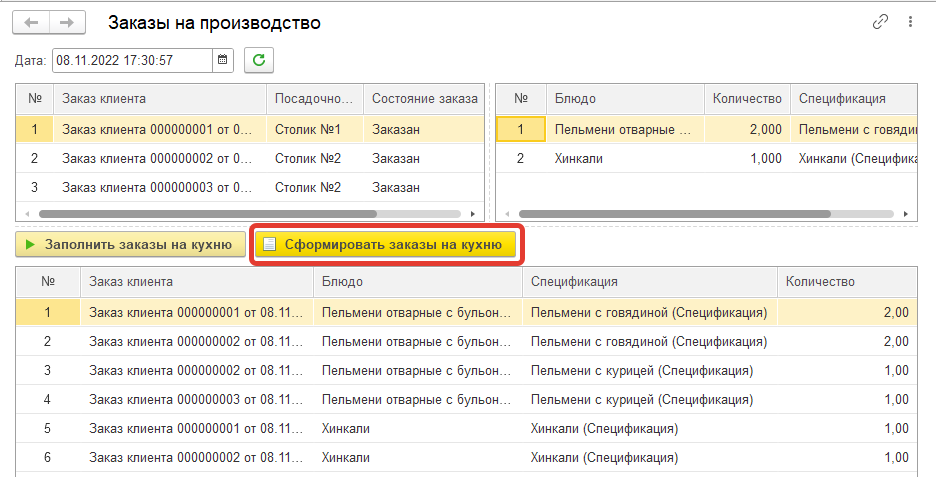 Заказы на производство
Дата: 08.11.2022 17:30:57
№ Заказ клиента Посадочно... Состояние заказа
1 Заказ клиента 000000001 от 0... Столик №1 Заказан
2 Заказ клиента 000000002 от 0... Столик №2 Заказан
3 Заказ клиента 000000003 от 0... Столик №2 Заказан
№ Блюдо Количество Спецификация
1 Пельмени отварные ... 2,000 Пельмени с говяди
2 Хинкали 1,000 Хинкали (Специфика
Заполнить заказы на кухню Сформировать заказы на кухню
№ Заказ клиента Блюдо Спецификация Количество
1 Заказ клиента 000000001 от 08.11... Пельмени отварные с бульон... Пельмени с говядиной (Спецификация) 2,00
2 Заказ клиента 000000002 от 08.11... Пельмени отварные с бульон... Пельмени с говядиной (Спецификация) 2,00
3 Заказ клиента 000000002 от 08.11... Пельмени отварные с бульон... Пельмени с курицей (Спецификация) 1,00
4 Заказ клиента 000000003 от 08.11... Пельмени отварные с бульон... Пельмени с курицей (Спецификация) 1,00
5 Заказ клиента 000000001 от 08.11... Хинкали Хинкали (Спецификация) 1,00
6 Заказ клиента 000000002 от 08.11... Хинкали Хинкали (Спецификация) 1,00